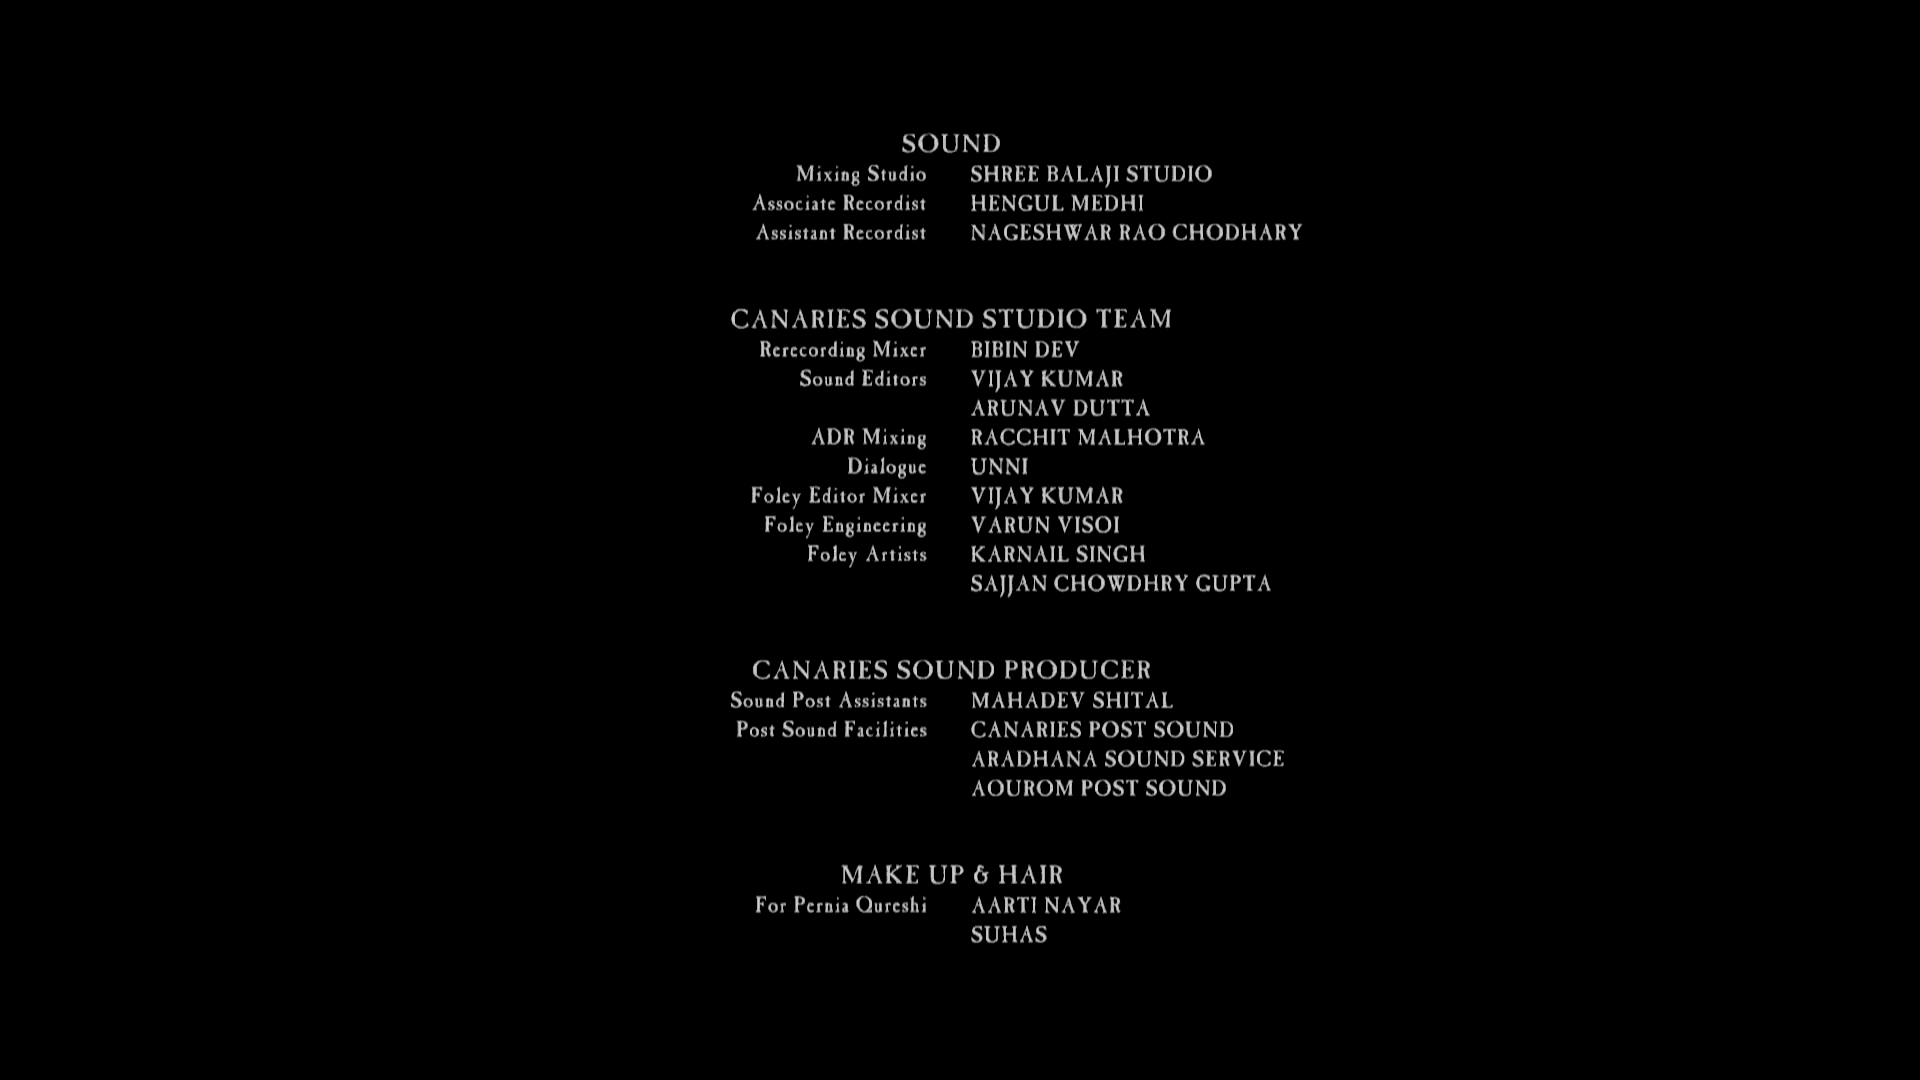 SOUND
Mixing Studio SHREE BALAJI STUDIO
Associate Recordist HENGUL MEDHI
Assistant Recordist NAGESHWAR RAO CHODHARY
CANARIES SOUND STUDIO TEAM
Rerecording Mixer BIBIN DEV
Sound Editors VIJAY KUMAR
ARUNAV DUTTA
ADR Mixing RACCHIT MALHOTRA
Dialogue UNNI
Foley Editor Mixer VIJAY KUMAR
Foley Engineering VARUN VISOI
Foley Artists KARNAIL SINGH
SAJJAN CHOWDHRY GUPTA
CANARIES SOUND PRODUCER
Sound Post Assistants MAHADEV SHITAL
Post Sound Facilities CANARIES POST SOUND
ARADHANA SOUND SERVICE
AOUROM POST SOUND
MAKE UP & HAIR
For Pernia Qureshi AARTI NAYAR
SUHAS